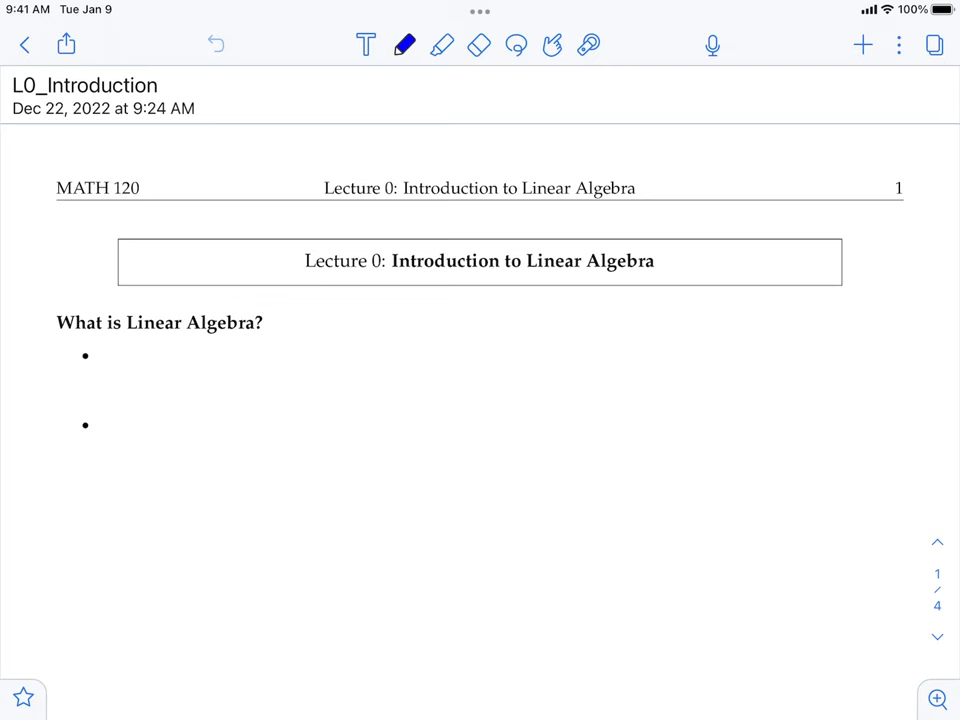 9:41 AM Tue Jan 9
100%
L0_Introduction
Dec 22, 2022 at 9:24 AM
MATH 120 Lecture 0: Introduction to Linear Algebra 1
Lecture 0: Introduction to Linear Algebra
What is Linear Algebra?
•
•
1
/
4